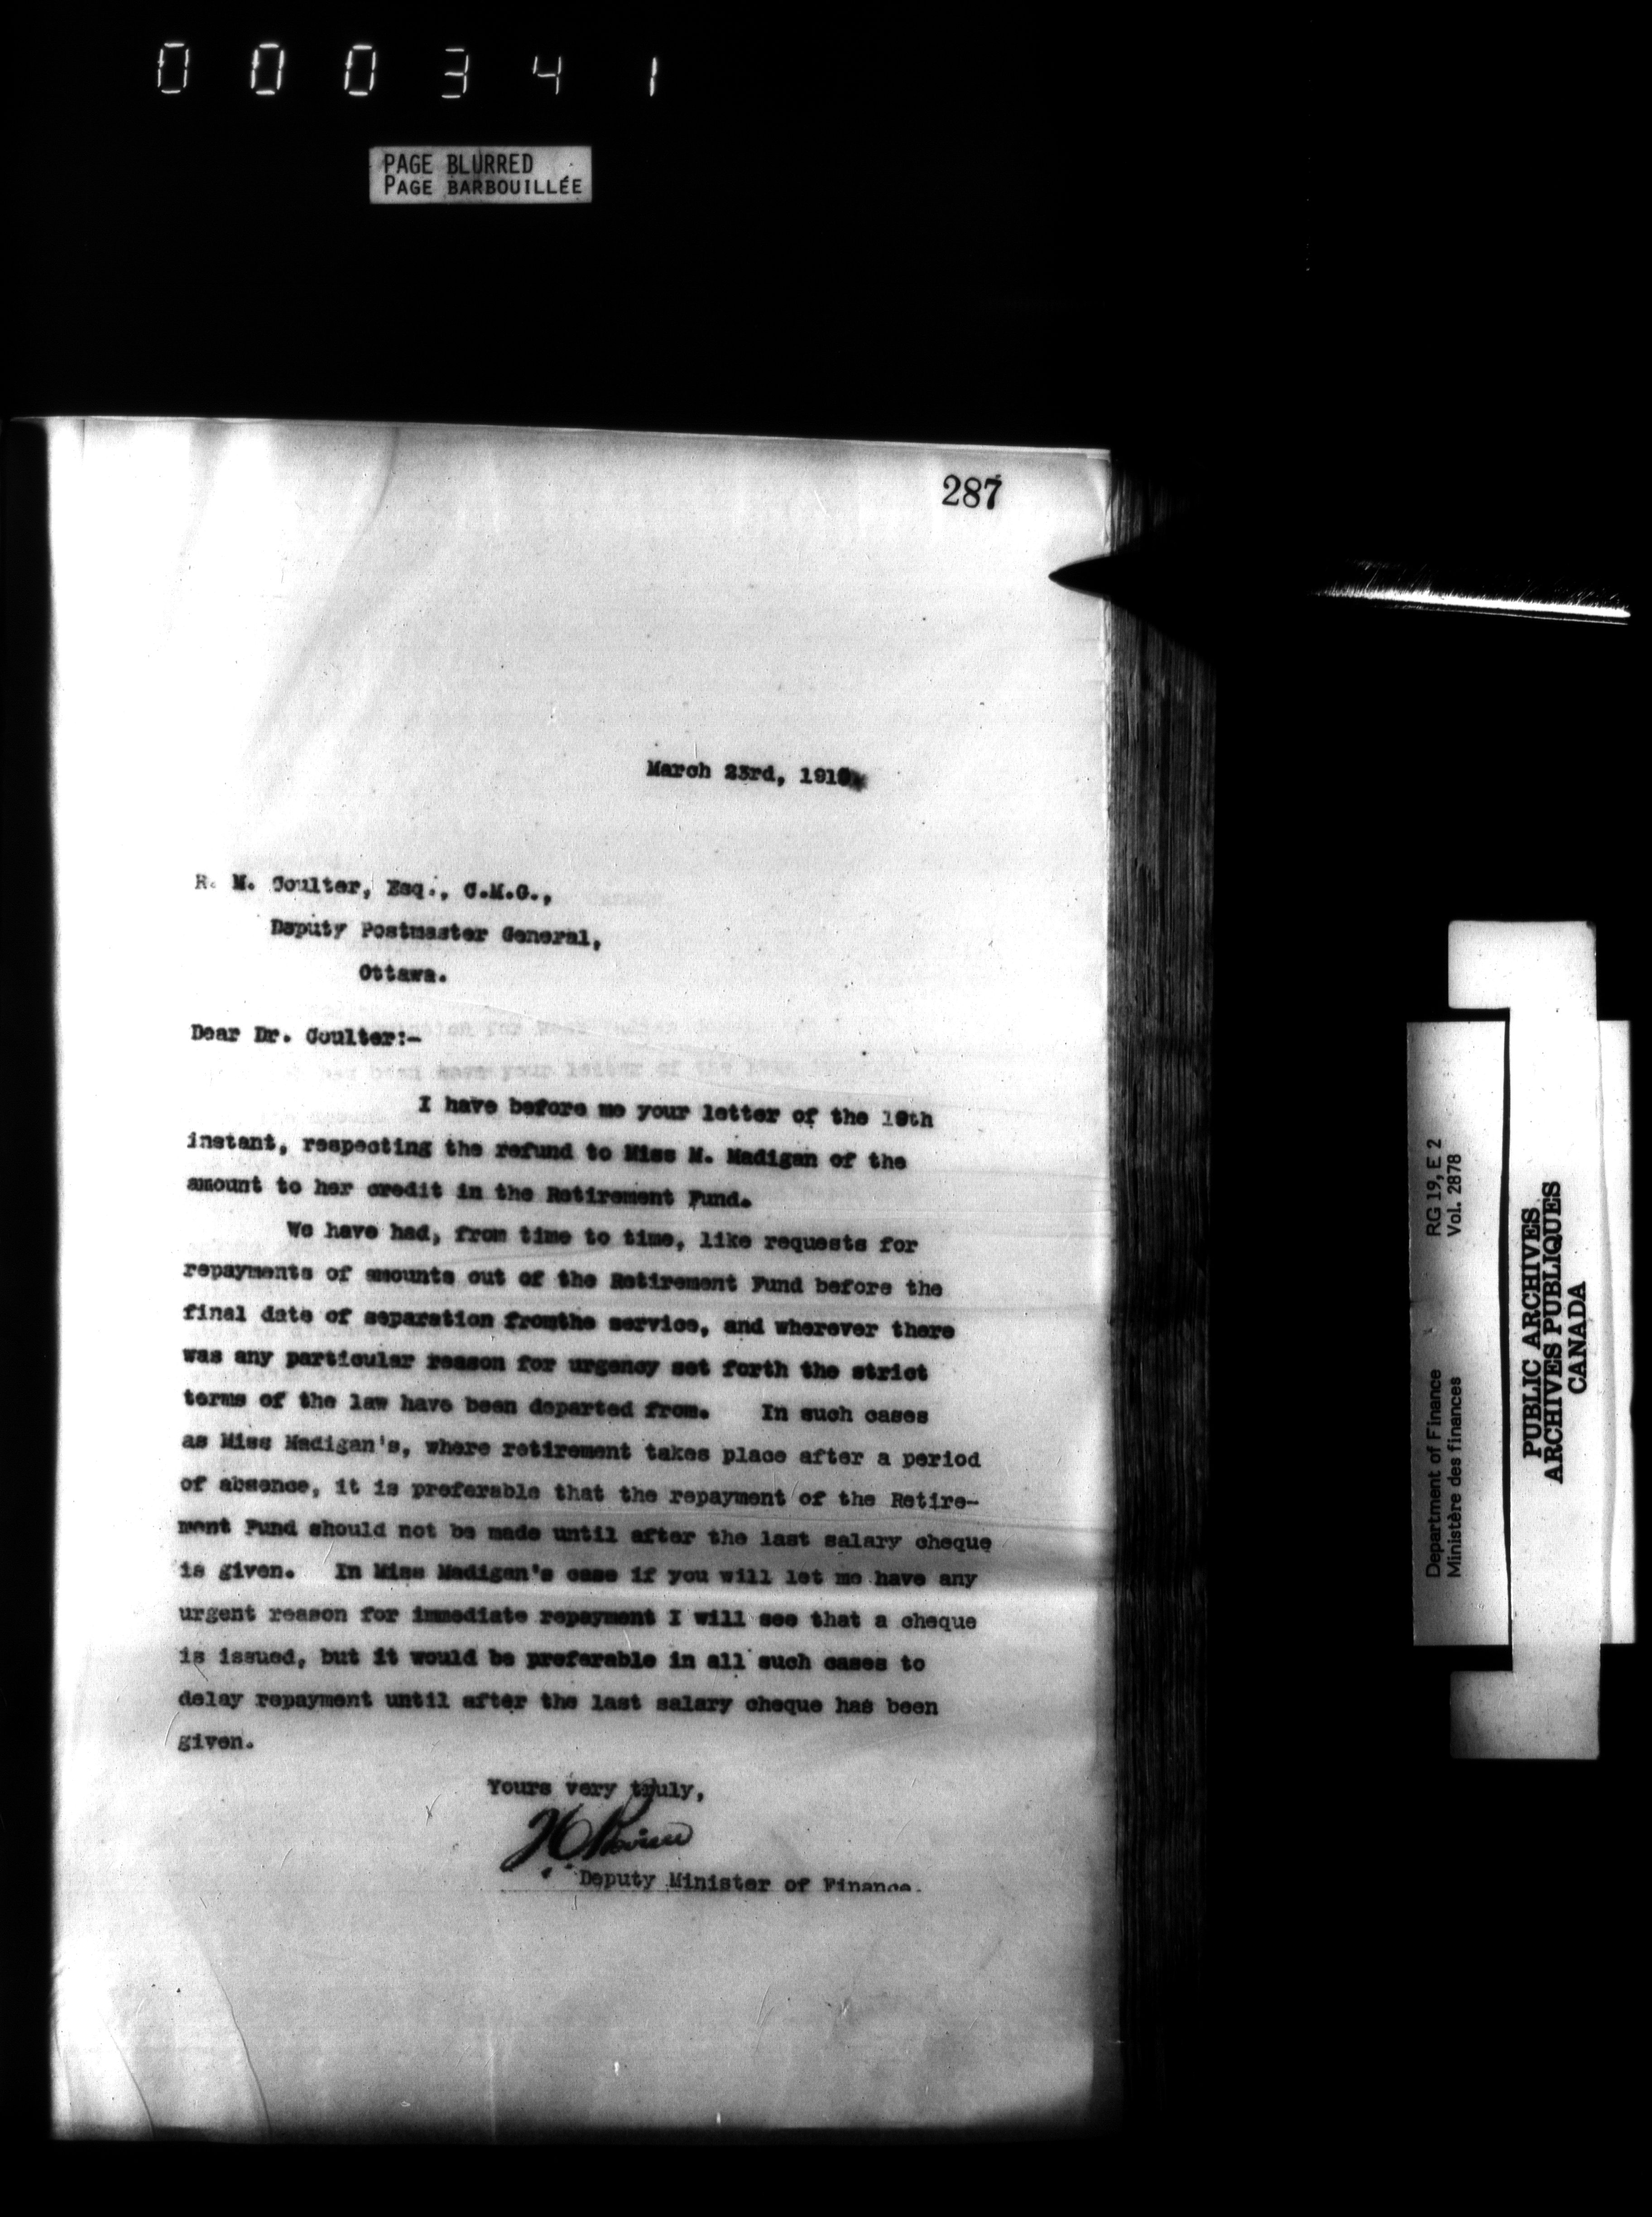 000341
PAGE BLURRED
PAGE BARBOUILLÉE
287
March 23rd,
R. M. Coulter, Esq., C.M.G.,
Deputy Postmaster General,
Ottawa.
Dear Dr. Coulter:-
I have before me your letter of the
instant, respecting the refund to Miss M. Madigan of the
amount to her credit in the Retirement Fund.
We have had, from time to time, like requests for
repayments of amounts out of the Retirement Fund before the
final date of separation fromthe service, and wherever there
was any particular reason for urgency set forth the strict
terms of the law have been departed from. In such cases
as Miss Madigan's, where retirement takes place after a period
of absence, it is preferable that the repayment of the Retire-
ment Fund should not be made until after the last salary cheque
is given. In Miss Madigan's case if you will let me have any
urgent reason for immediate repayment I will see that a cheque
is issued, but it would be preferable in all such cases to
delay repayment until after the last salary cheque has been
given.
Yours very truly,
Deputy Minister of Finance.
Department of Finance RG 19, E 2
Ministère des finances Vol. 2878
PUBLIC ARCHIVES
ARCHIVES PUBLIQUES
CANADA